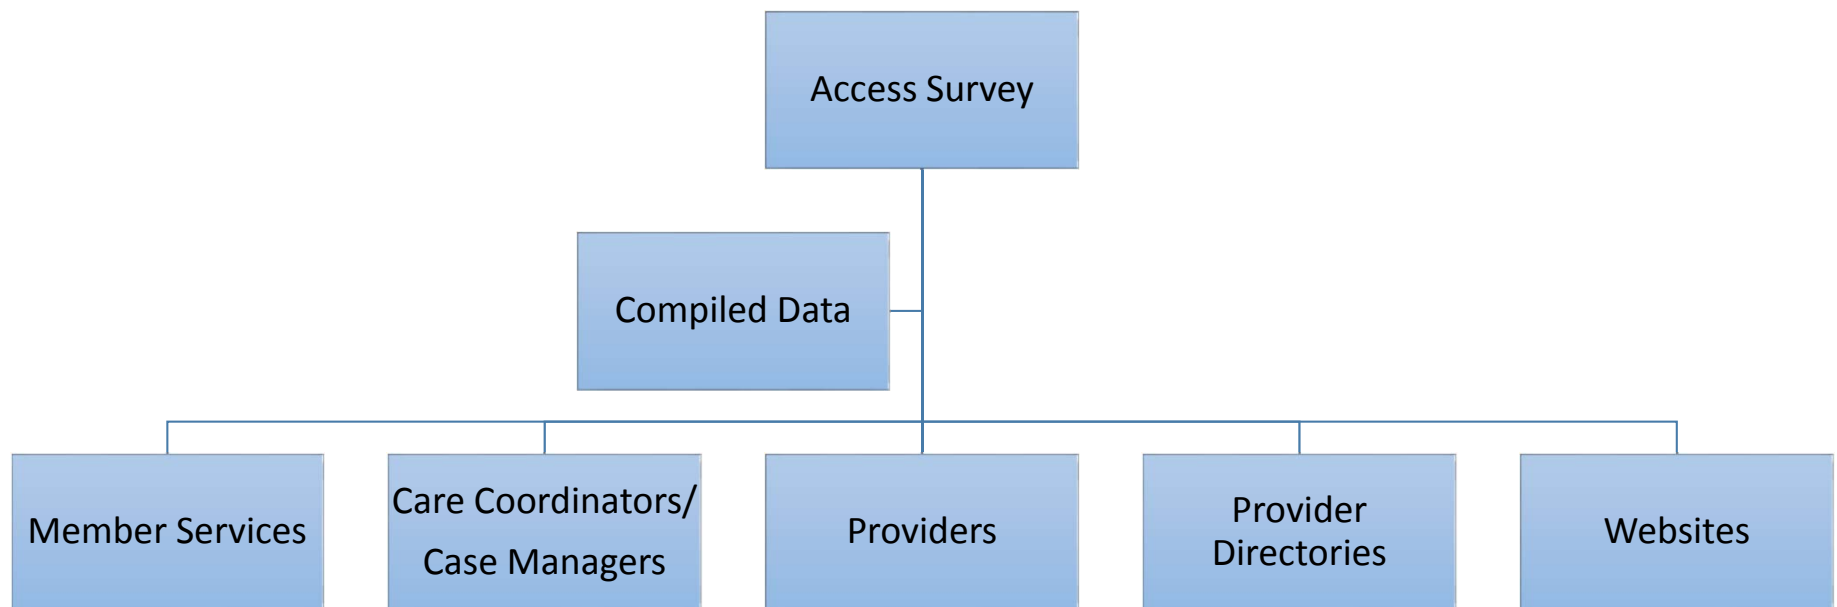 Access Survey
Compiled Data
Member Services
Care Coordinators/
Case Managers
Providers
Provider
Directories
Websites